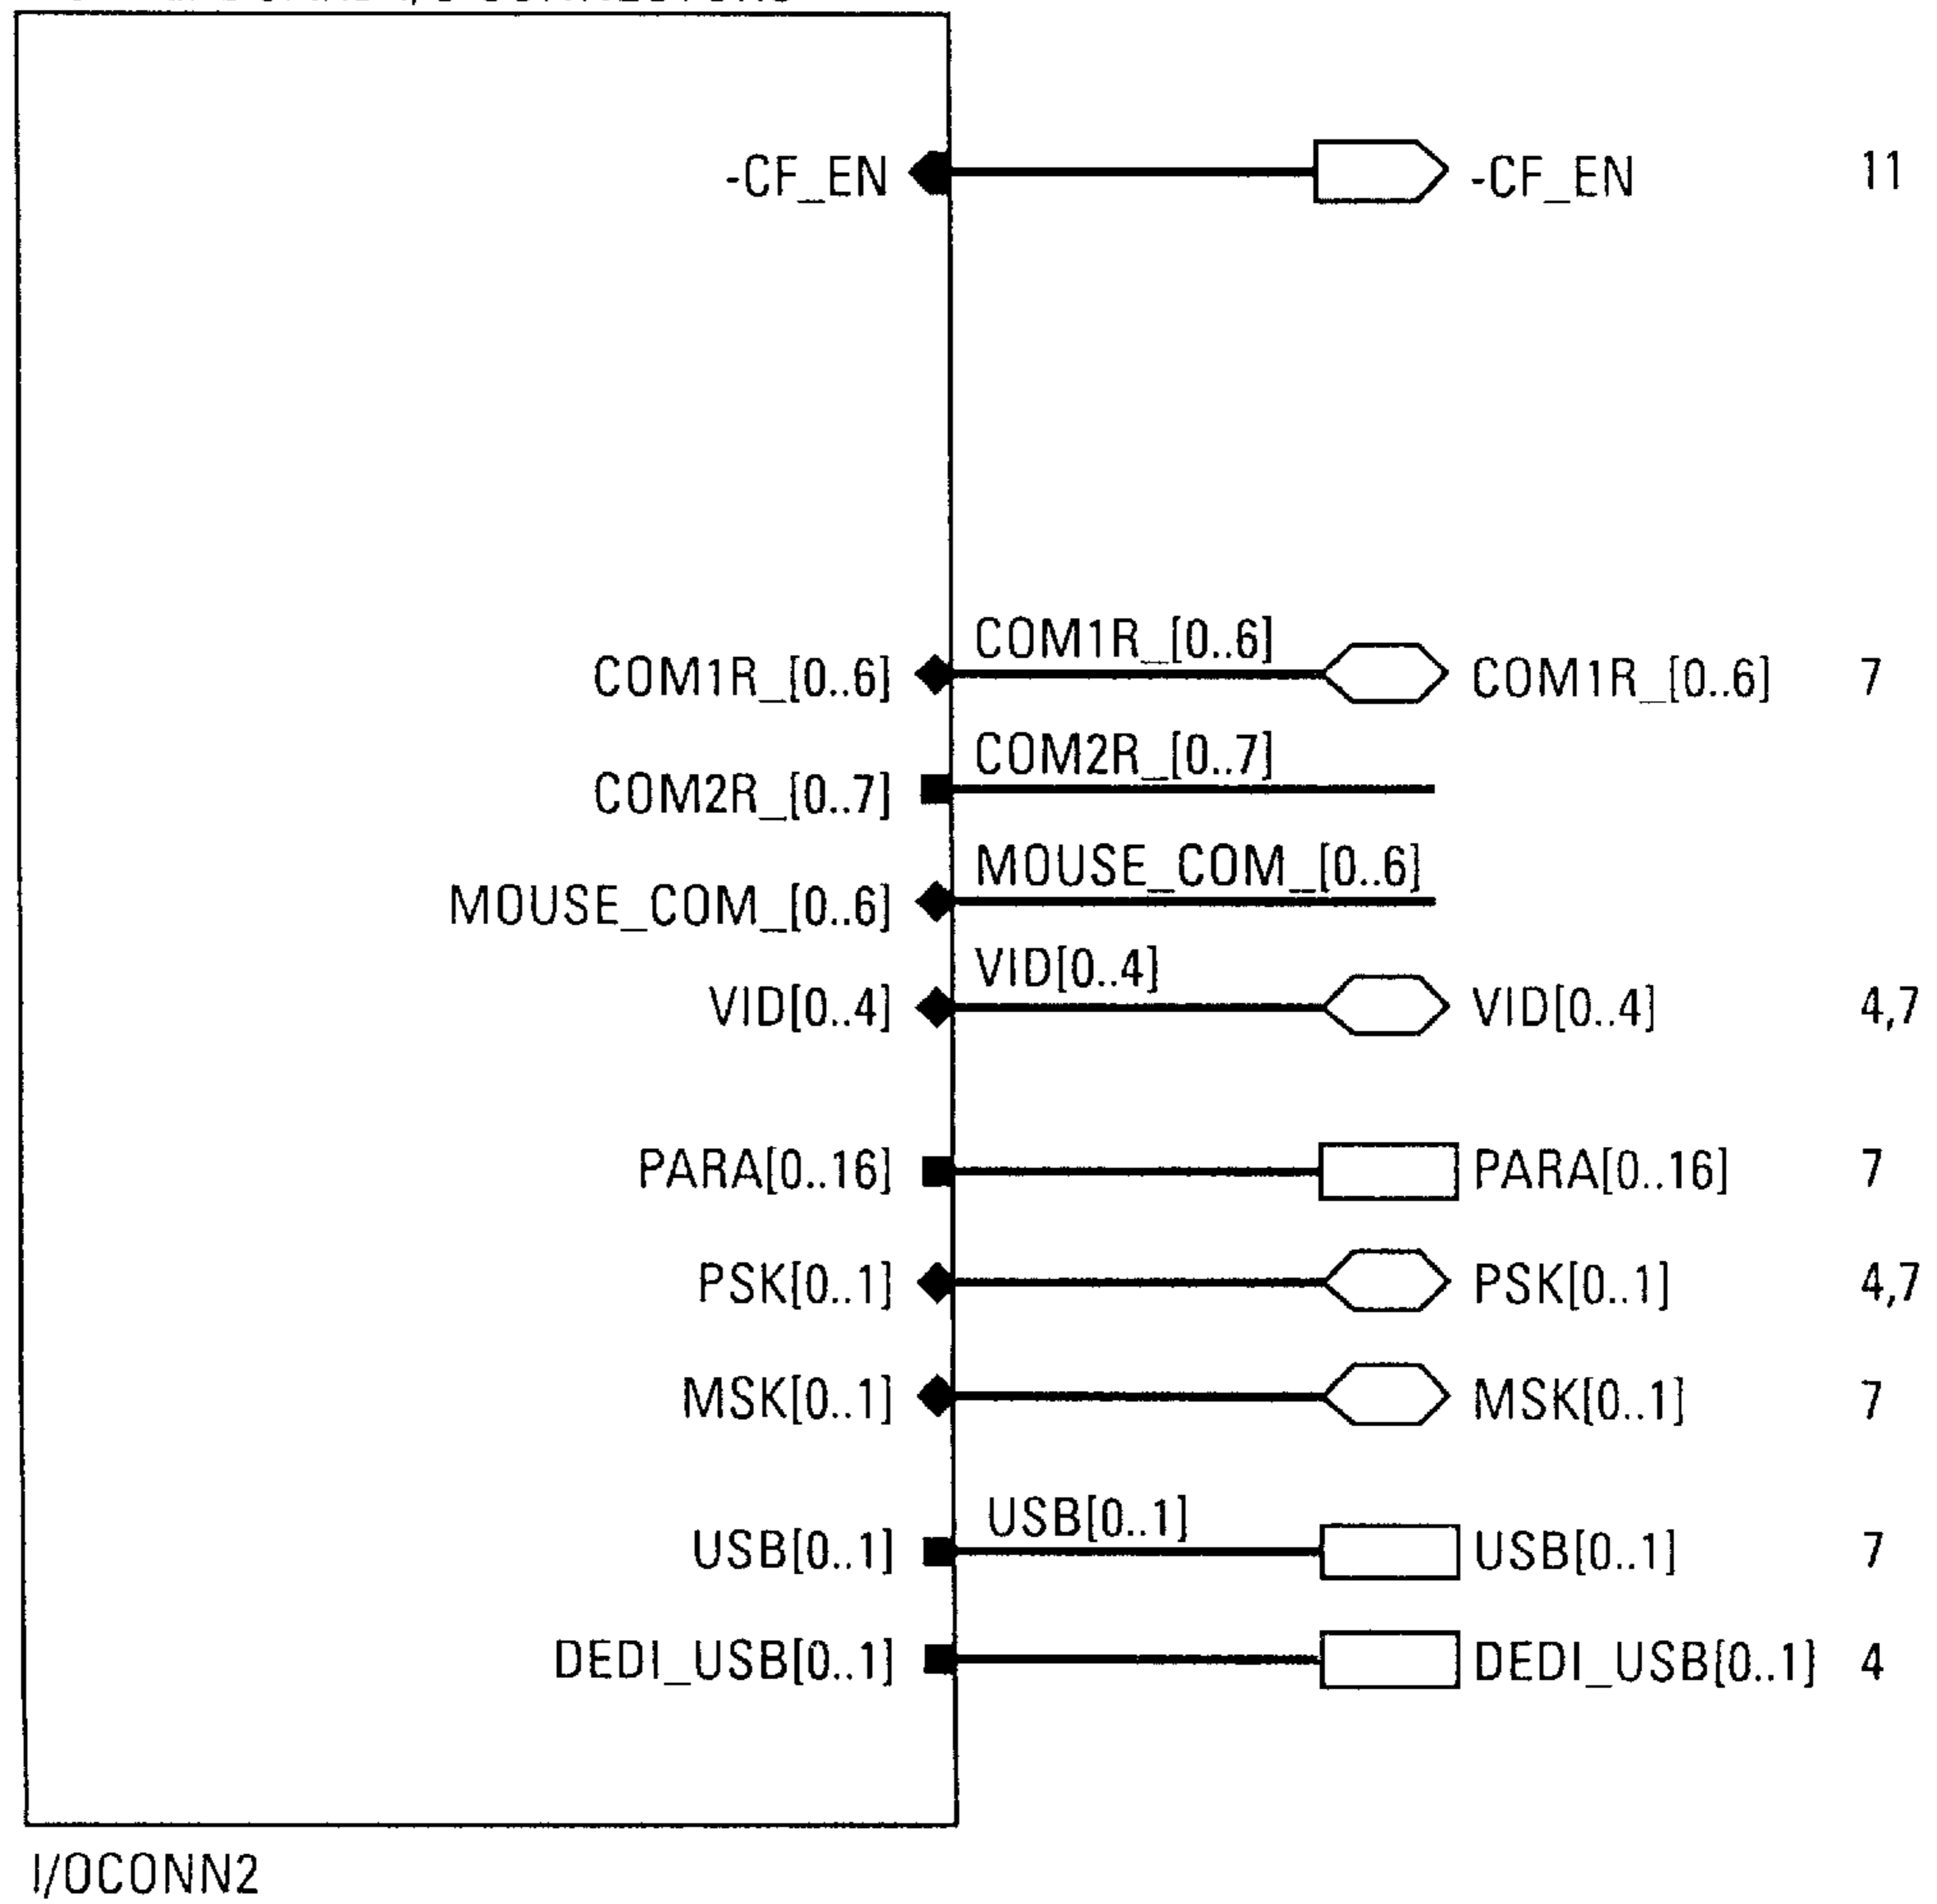 -CF_EN -CF_EN 11
COM1R_[0..6]
COM1R_[0..6] COM1R_[0..6] 7
COM2R_[0..7]
COM2R_[0..7]
MOUSE_COM_[0..6]
MOUSE_COM_[0..6]
VID[0..4]
VID[0..4] VID[0..4] 4,7
PARA[0..16] PARA[0..16] 7
PSK[0..1] PSK[0..1] 4,7
MSK[0..1] MSK[0..1] 7
USB[0..1]
USB[0..1] USB[0..1] 7
DEDI_USB[0..1] DEDI_USB[0..1] 4
I/OCONN2